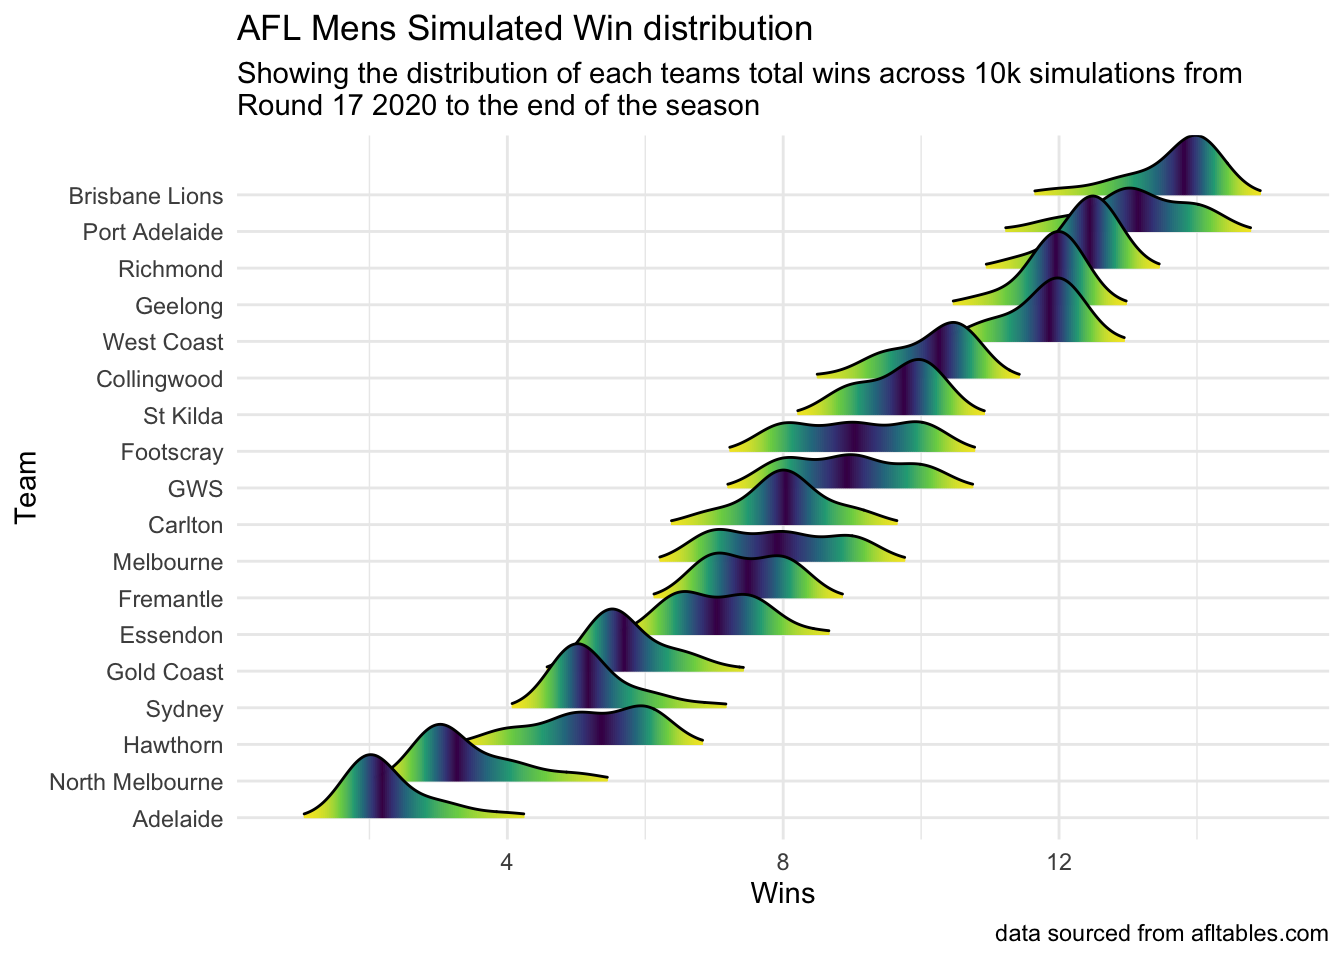 AFL Mens Simulated Win distribution
Showing the distribution of each teams total wins across 10k simulations from
Round 17 2020 to the end of the season
Team
Brisbane Lions
Port Adelaide
Richmond
Geelong
West Coast
Collingwood
St Kilda
Footscray
GWS
Carlton
Melbourne
Fremantle
Essendon
Gold Coast
Sydney
Hawthorn
North Melbourne
Adelaide
4 8 12
Wins
data sourced from afltables.com